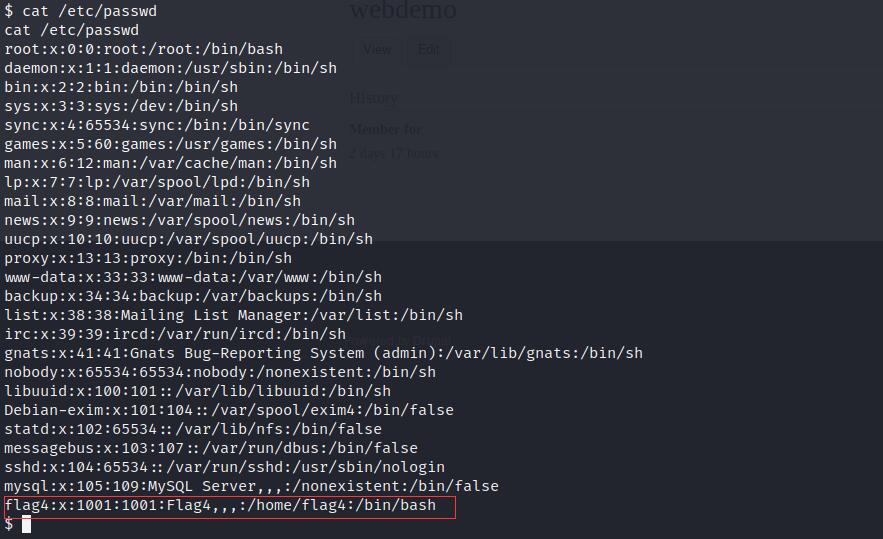 $ cat /etc/passwd
cat /etc/passwd
root:x:0:0:root:/root:/bin/bash
daemon:x:1:1:daemon:/usr/sbin:/bin/sh
bin:x:2:2:bin:/bin:/bin/sh
sys:x:3:3:sys:/dev:/bin/sh
sync:x:4:65534:sync:/bin:/bin/sync
games:x:5:60:games:/usr/games:/bin/sh
man:x:6:12:man:/var/cache/man:/bin/sh
lp:x:7:7:lp:/var/spool/lpd:/bin/sh
mail:x:8:8:mail:/var/mail:/bin/sh
news:x:9:9:news:/var/spool/news:/bin/sh
uucp:x:10:10:uucp:/var/spool/uucp:/bin/sh
proxy:x:13:13:proxy:/bin:/bin/sh
www-data:x:33:33:www-data:/var/www:/bin/sh
backup:x:34:34:backup:/var/backups:/bin/sh
list:x:38:38:Mailing List Manager:/var/list:/bin/sh
irc:x:39:39:ircd:/var/run/ircd:/bin/sh
gnats:x:41:41:Gnats Bug-Reporting System (admin):/var/lib/gnats:/bin/sh
nobody:x:65534:65534:nobody:/nonexistent:/bin/sh
libuuid:x:100:101::/var/lib/libuuid:/bin/sh
Debian-exim:x:101:104::/var/spool/exim4:/bin/false
statd:x:102:65534::/var/lib/nfs:/bin/false
messagebus:x:103:107::/var/run/dbus:/bin/false
sshd:x:104:65534::/var/run/sshd:/usr/sbin/nologin
mysql:x:105:109:MySQL Server,,,:/nonexistent:/bin/false
flag4:x:1001:1001:Flag4,,,:/home/flag4:/bin/bash
$
webdemo
View Edit
History
Member for
2 days 17 hours